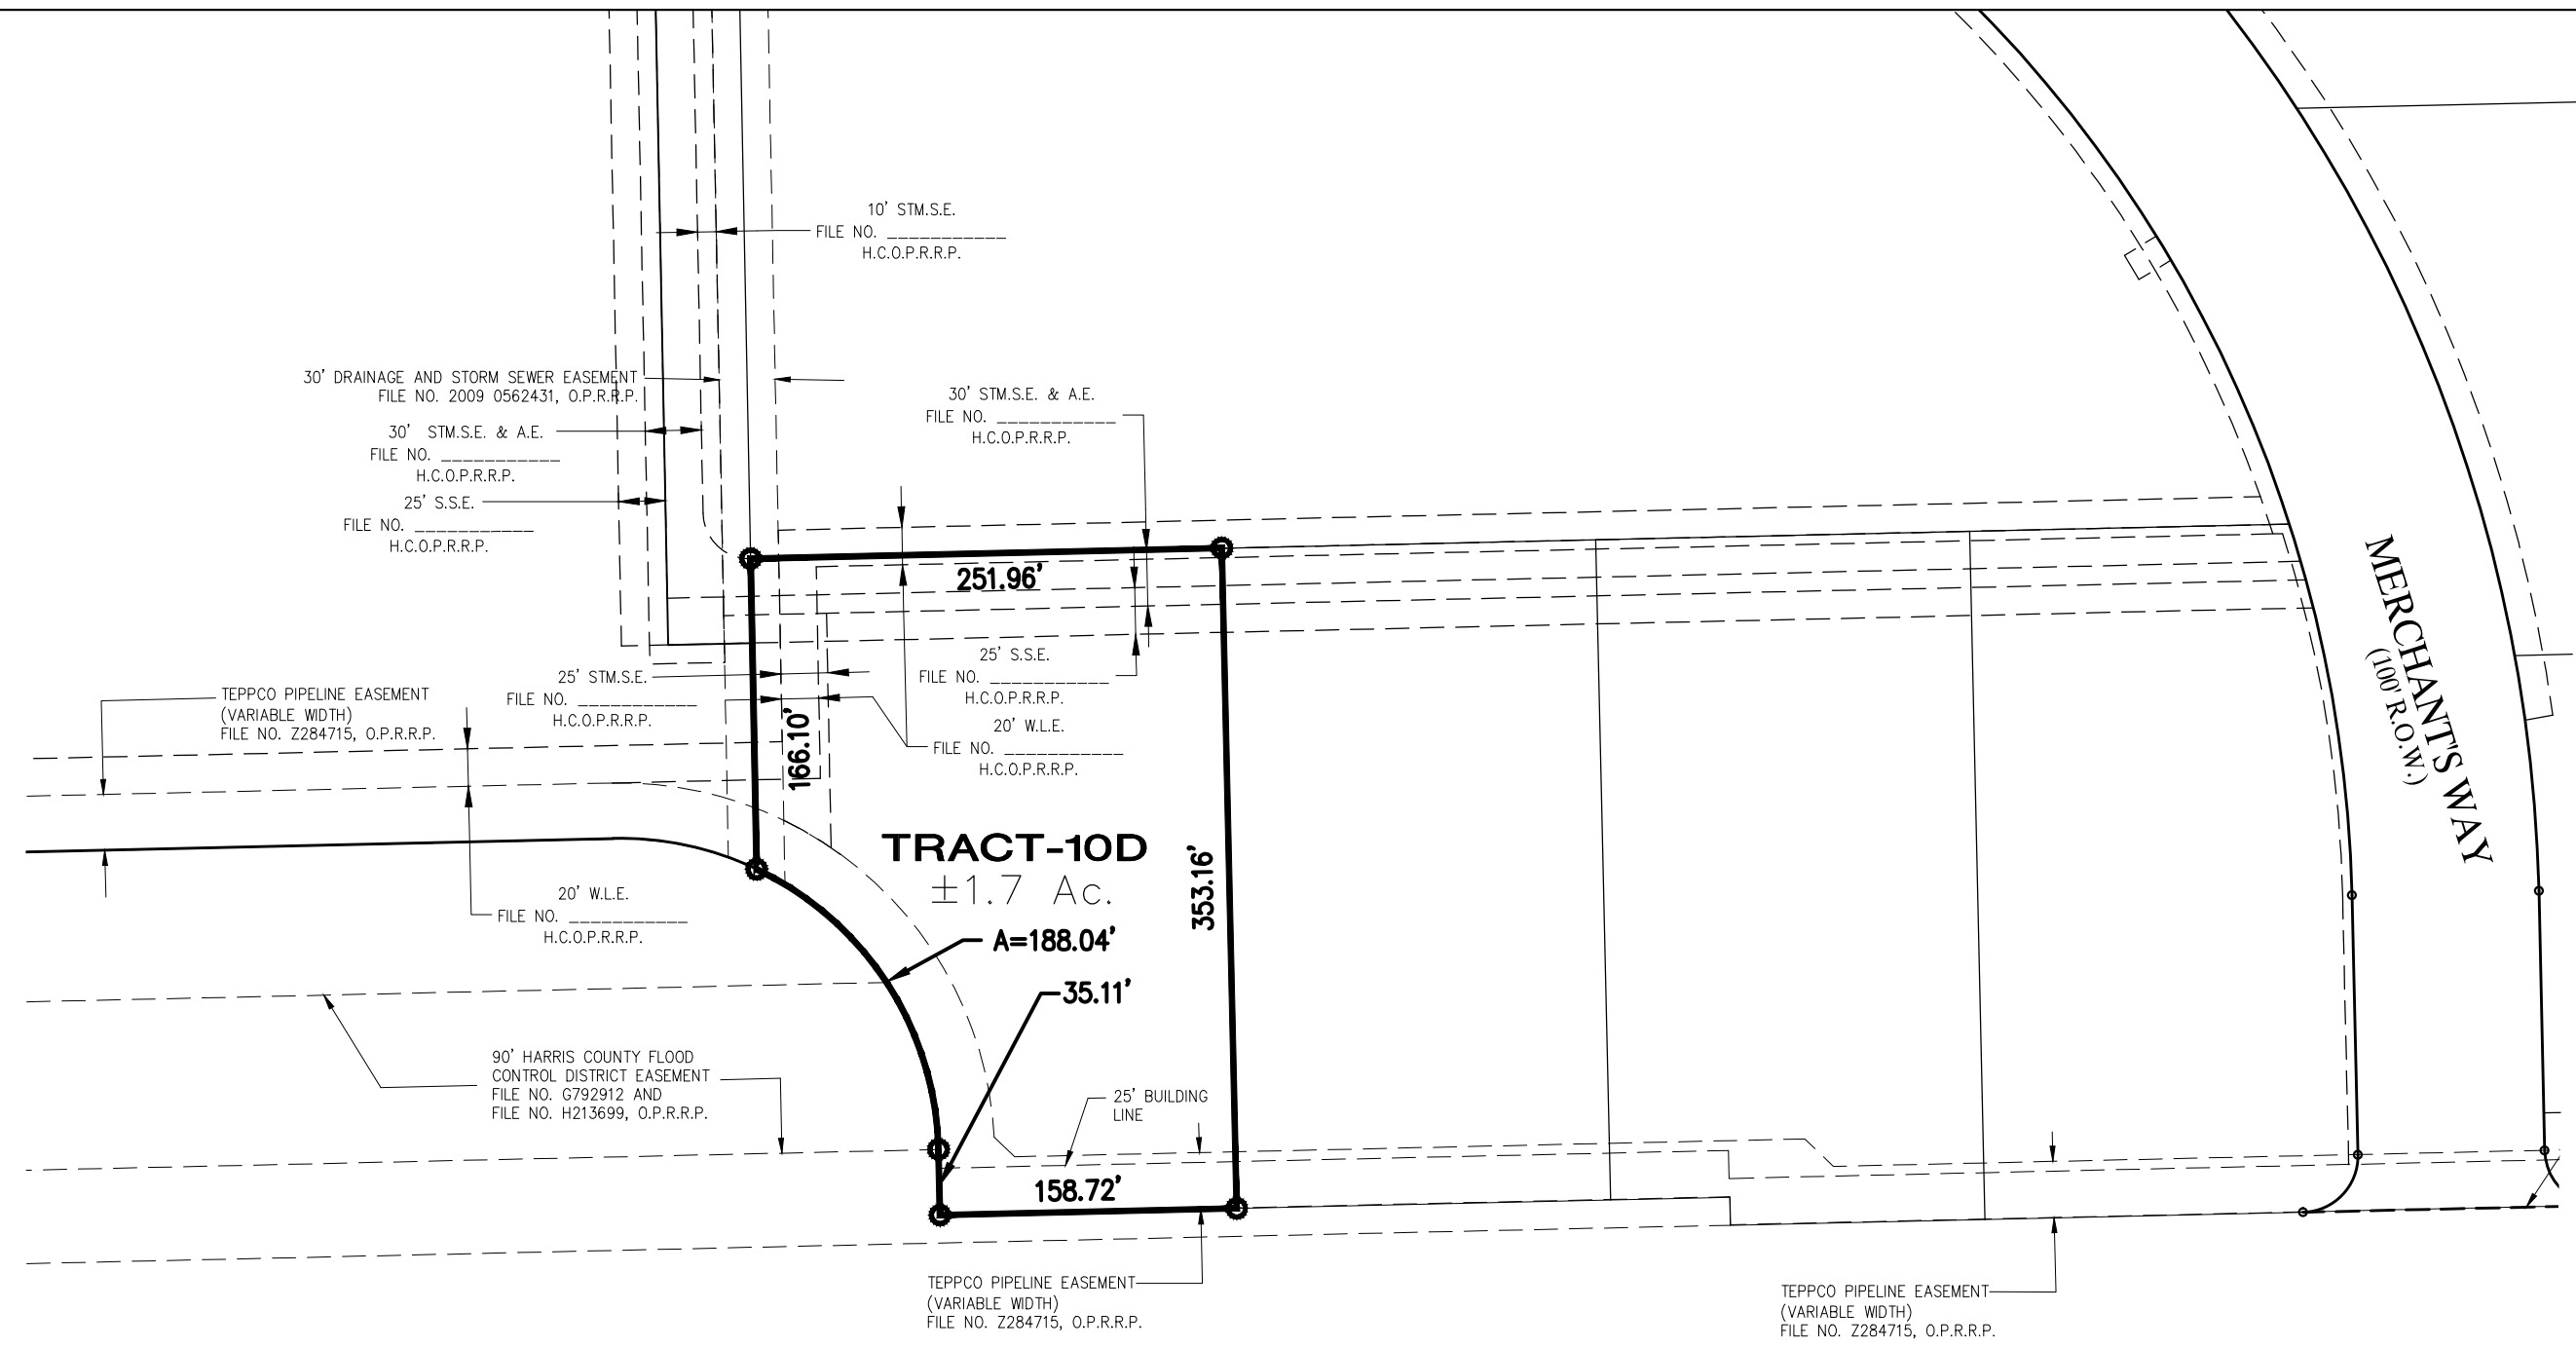 10' STM.S.E.
FILE NO. ___________
H.C.O.P.R.R.P.
30' DRAINAGE AND STORM SEWER EASEMENT
FILE NO. 2009 0562431, O.P.R.R.P.
30' STM.S.E. & A.E.
FILE NO. ___________
H.C.O.P.R.R.P.
25' S.S.E.
FILE NO. ___________
H.C.O.P.R.R.P.
30' STM.S.E. & A.E.
FILE NO. ___________
H.C.O.P.R.R.P.
251.96'
25' S.S.E.
FILE NO. ___________
H.C.O.P.R.R.P.
25' STM.S.E.
FILE NO. ___________
H.C.O.P.R.R.P.
20' W.L.E.
FILE NO. ___________
H.C.O.P.R.R.P.
166.10'
TEPPCO PIPELINE EASEMENT
(VARIABLE WIDTH)
FILE NO. Z284715, O.P.R.R.P.
MERCHANT'S WAY
(100' R.O.W.)
TRACT-10D
±1.7 Ac.
353.16'
20' W.L.E.
FILE NO. ___________
H.C.O.P.R.R.P.
A=188.04'
35.11'
90' HARRIS COUNTY FLOOD
CONTROL DISTRICT EASEMENT
FILE NO. G792912 AND
FILE NO. H213699, O.P.R.R.P.
25' BUILDING
LINE
158.72'
TEPPCO PIPELINE EASEMENT
(VARIABLE WIDTH)
FILE NO. Z284715, O.P.R.R.P.
TEPPCO PIPELINE EASEMENT
(VARIABLE WIDTH)
FILE NO. Z284715, O.P.R.R.P.